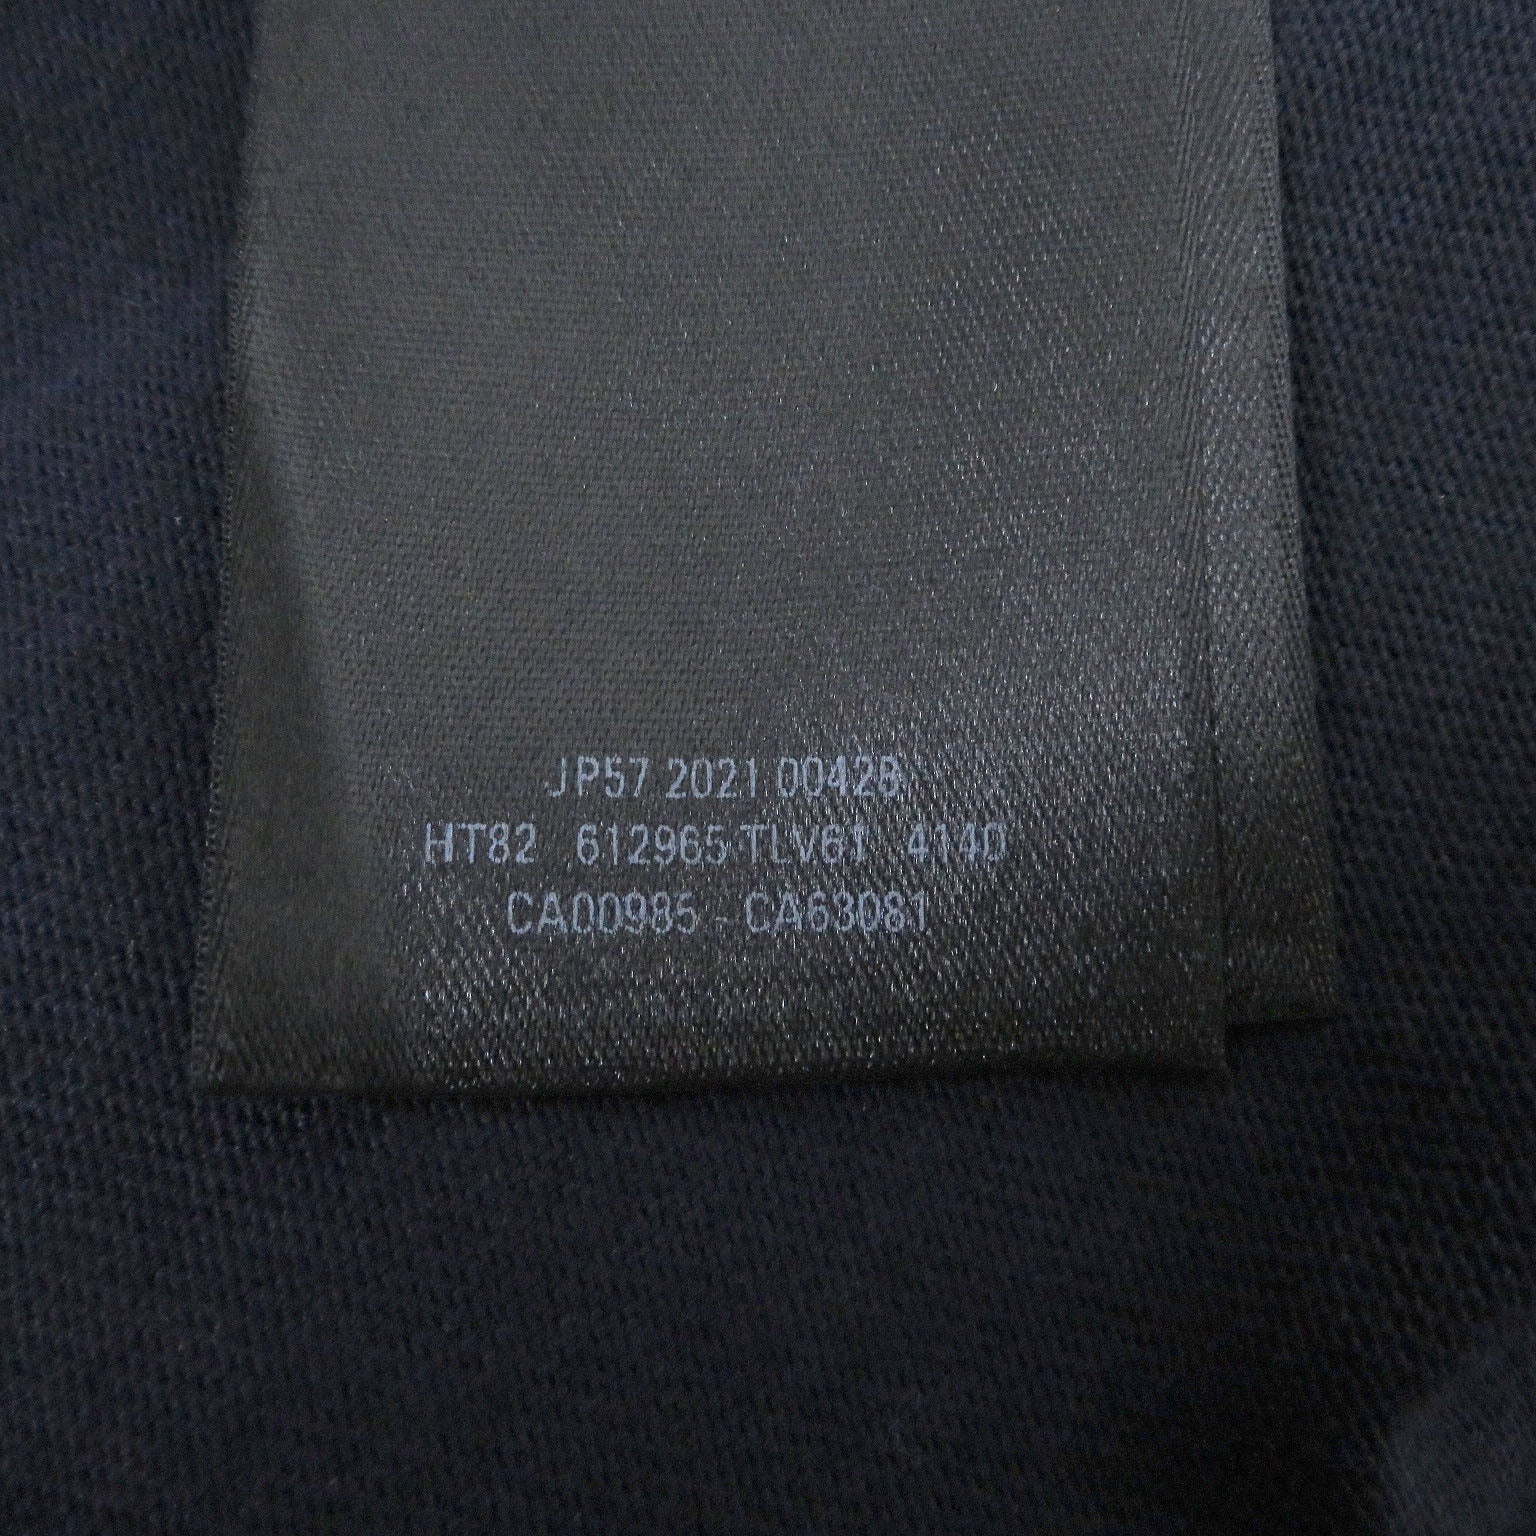 JP57 2021 00428
HT82 612965 TLV61 4140
CA00985 - CA63081